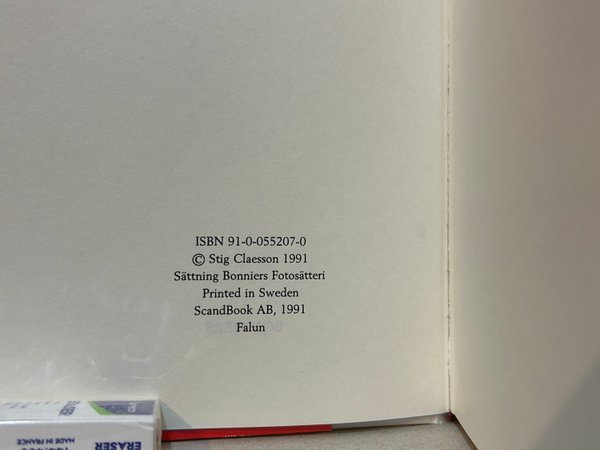 ISBN 91-0-055207-0
© Stig Claesson 1991
Sättning Bonniers Fotosätteri
Printed in Sweden
ScandBook AB, 1991
Falun
ERASER
MADE IN FRANCE
ERASER